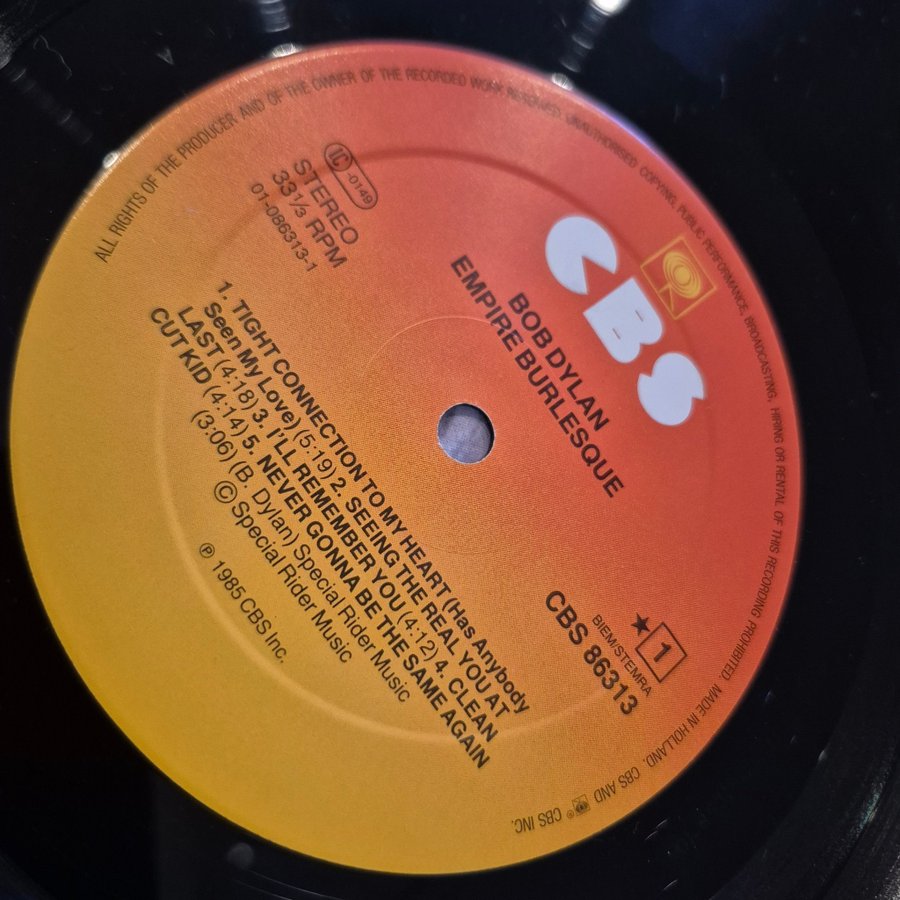 ALL RIGHTS OF THE PRODUCER AND OF THE OWNER OF THE RECORDED WORK RESERVED. UNAUTHORISED COPYING, PUBLIC PERFORMANCE, BROADCASTING, HIRING OR RENTAL OF THIS RECORDING PROHIBITED. MADE IN HOLLAND. CBS AND ® CBS INC.
CBS
BOB DYLAN
EMPIRE BURLESQUE
LC-0149
STEREO
33 1/3 RPM
01-086313-1
★ 1
BIEM/STEMRA
CBS 86313
1. TIGHT CONNECTION TO MY HEART (Has Anybody
Seen My Love) (5:19) 2. SEEING THE REAL YOU AT
LAST (4:18) 3. I'LL REMEMBER YOU (4:12) 4. CLEAN
CUT KID (4:14) 5. NEVER GONNA BE THE SAME AGAIN
(3:06) (B. Dylan) Special Rider Music
© Special Rider Music
℗ 1985 CBS Inc.